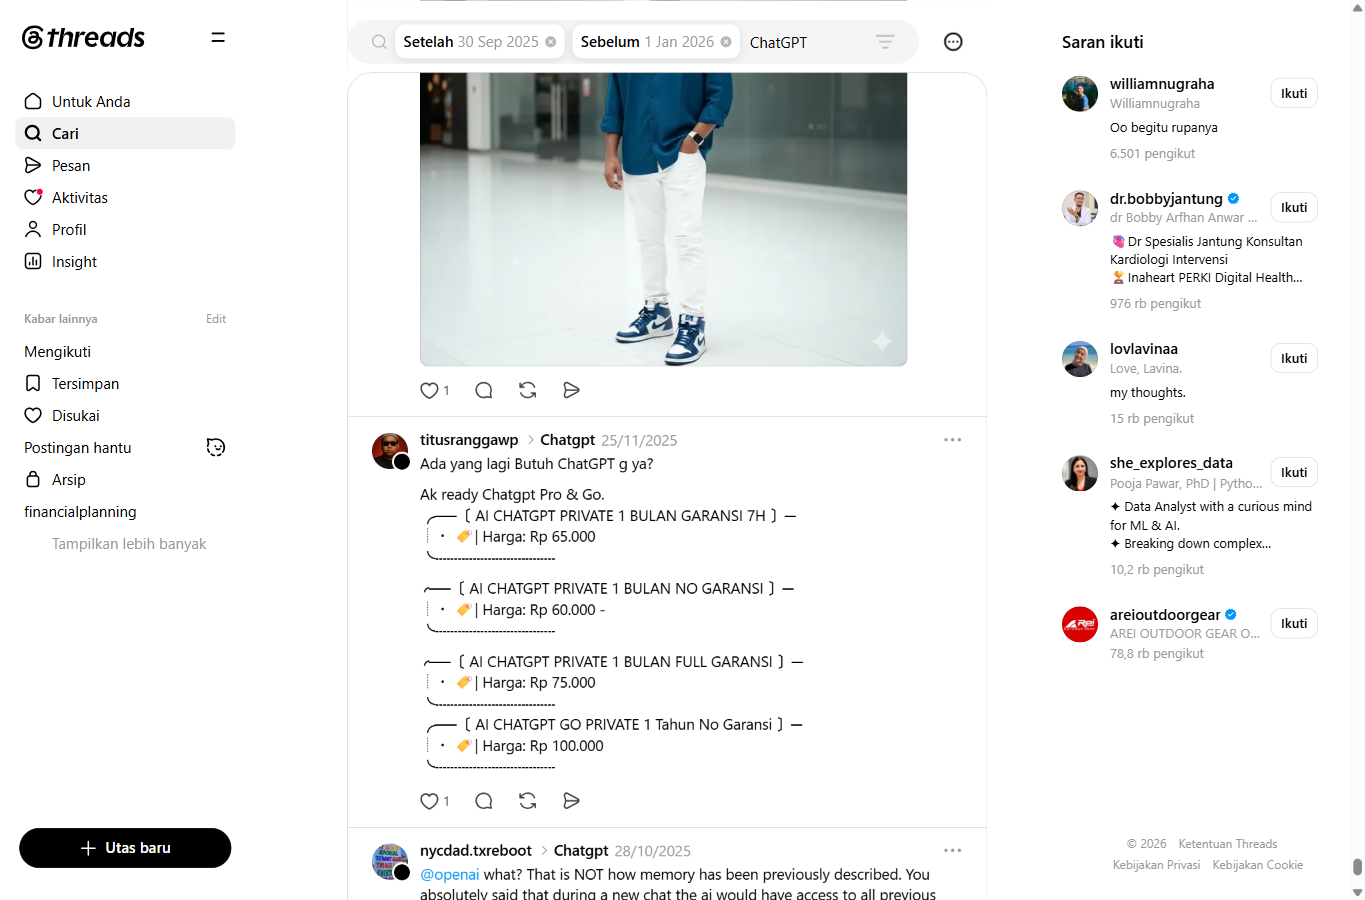 threads
Untuk Anda
Cari
Pesan
Aktivitas
Profil
Insight
Kabar lainnya
Edit
Mengikuti
Tersimpan
Disukai
Postingan hantu
Arsip
financialplanning
Tampilkan lebih banyak
Utas baru
Setelah 30 Sep 2025
Sebelum 1 Jan 2026
ChatGPT
1
titusranggawp > Chatgpt 25/11/2025
Ada yang lagi Butuh ChatGPT g ya?
Ak ready Chatgpt Pro & Go.
╭── 〔 AI CHATGPT PRIVATE 1 BULAN GARANSI 7H 〕─
┊ ・ 🏷️| Harga: Rp 65.000
╰┈┈┈┈┈┈┈┈
╭── 〔 AI CHATGPT PRIVATE 1 BULAN NO GARANSI 〕─
┊ ・ 🏷️| Harga: Rp 60.000 -
╰┈┈┈┈┈┈┈┈
╭── 〔 AI CHATGPT PRIVATE 1 BULAN FULL GARANSI 〕─
┊ ・ 🏷️| Harga: Rp 75.000
╰┈┈┈┈┈┈┈┈
╭── 〔 AI CHATGPT GO PRIVATE 1 Tahun No Garansi 〕─
┊ ・ 🏷️| Harga: Rp 100.000
╰┈┈┈┈┈┈┈┈
1
nycdad.txreboot > Chatgpt 28/10/2025
@openai what? That is NOT how memory has been previously described. You
absolutely said that during a new chat the ai would have access to all previous
Saran ikuti
williamnugraha
Williamnugraha
Ikuti
Oo begitu rupanya
6.501 pengikut
dr.bobbyjantung
dr Bobby Arfhan Anwar ...
Ikuti
🫀Dr Spesialis Jantung Konsultan
Kardiologi Intervensi
🏆Inaheart PERKI Digital Health...
976 rb pengikut
lovlavinaa
Love, Lavina.
Ikuti
my thoughts.
15 rb pengikut
she_explores_data
Pooja Pawar, PhD | Pytho...
Ikuti
✦ Data Analyst with a curious mind
for ML & AI.
✦ Breaking down complex...
10,2 rb pengikut
areioutdoorgear
AREI OUTDOOR GEAR O...
Ikuti
78,8 rb pengikut
© 2026 Ketentuan Threads
Kebijakan Privasi Kebijakan Cookie